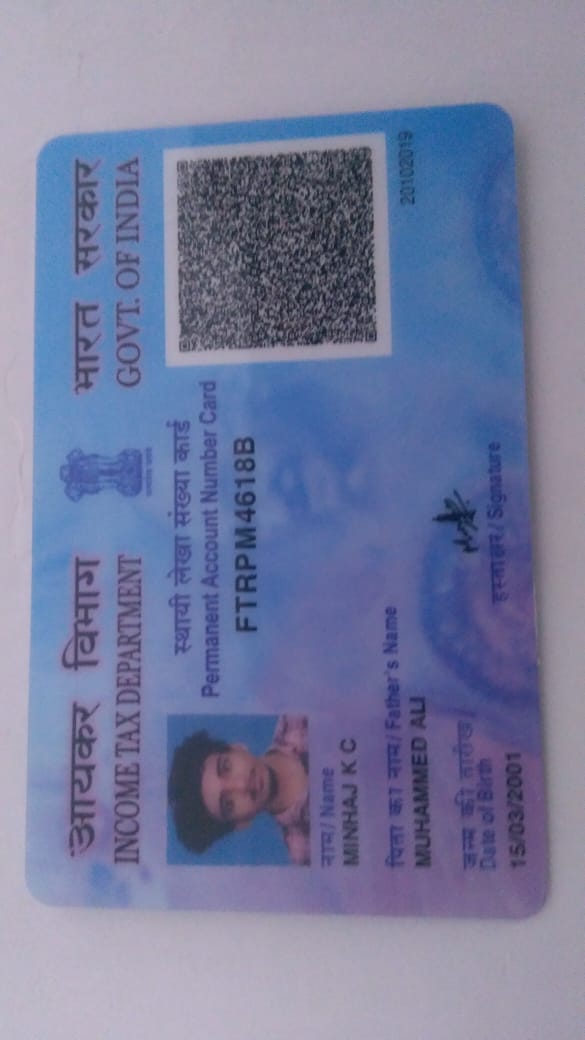 आयकर विभाग
INCOME TAX DEPARTMENT
भारत सरकार
GOVT. OF INDIA
स्थायी लेखा संख्या कार्ड
Permanent Account Number Card
FTRPM4618B
नाम / Name
MINHAJ K C
पिता का नाम / Father's Name
MUHAMMED ALI
जन्म की तारीख /
Date of Birth
15/03/2001
हस्ताक्षर / Signature
20102019